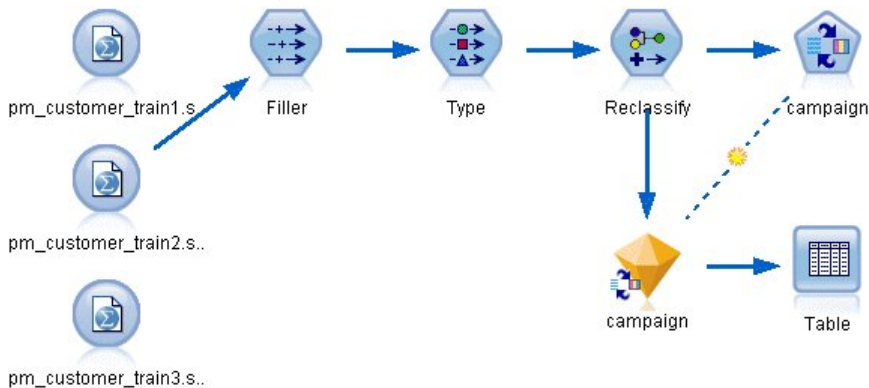 pm_customer_train1.s
Filler
Type
Reclassify
campaign
pm_customer_train2.s..
campaign
Table
pm_customer_train3.s..